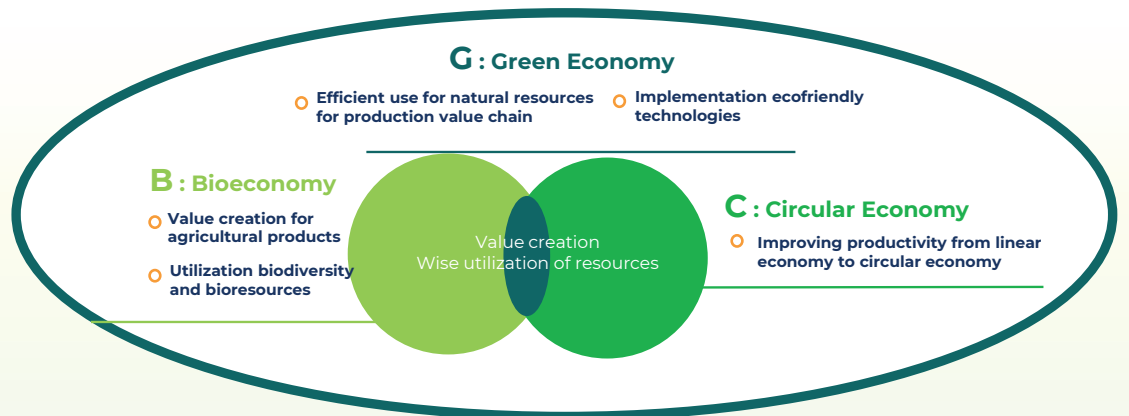 G : Green Economy
Efficient use for natural resources
for production value chain
Implementation ecofriendly
technologies
B : Bioeconomy
Value creation for
agricultural products
Utilization biodiversity
and bioresources
Value creation
Wise utilization of resources
C : Circular Economy
Improving productivity from linear
economy to circular economy